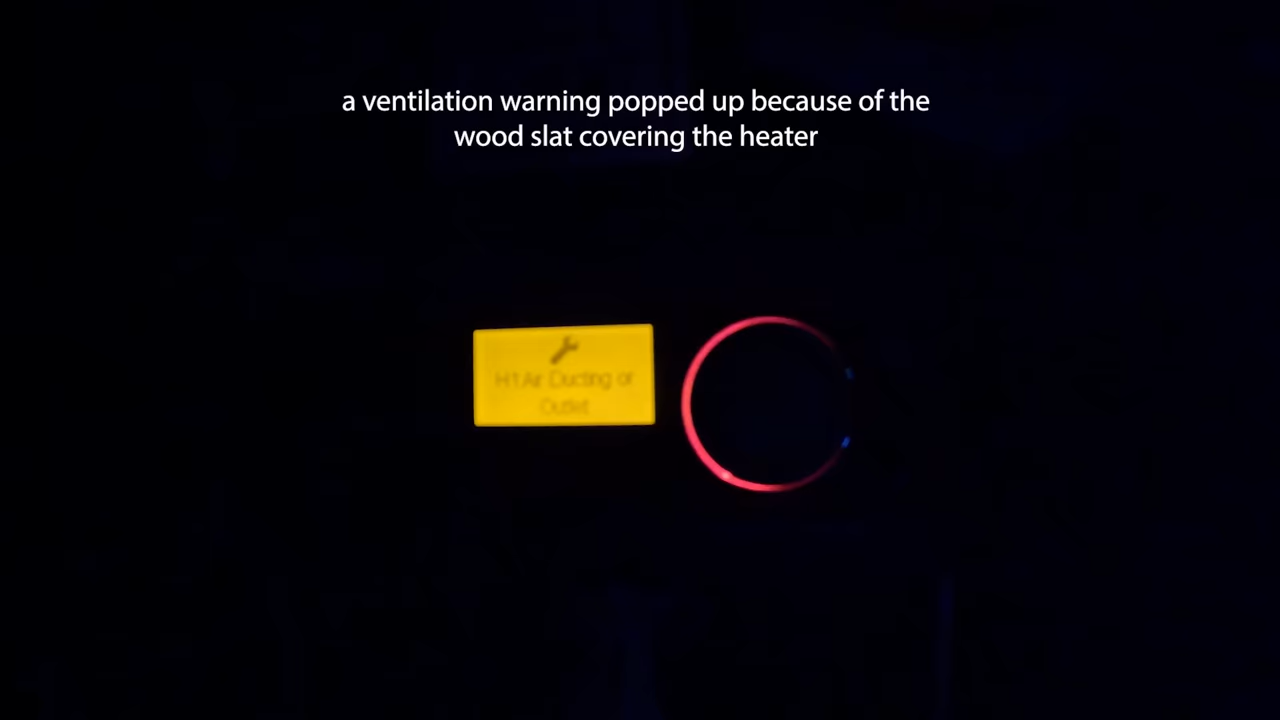 a ventilation warning popped up because of the
wood slat covering the heater
H1 Air Ducting or
Outlet